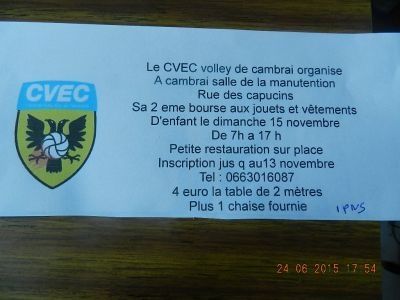 CVEC
Le CVEC volley de cambrai organise
A cambrai salle de la manutention
Rue des capucins
Sa 2 eme bourse aux jouets et vêtements
D'enfant le dimanche 15 novembre
De 7h a 17 h
Petite restauration sur place
Inscription jus q au13 novembre
Tel : 0663016087
4 euro la table de 2 mètres
Plus 1 chaise fournie
IPNS
24 06 2015 17 54